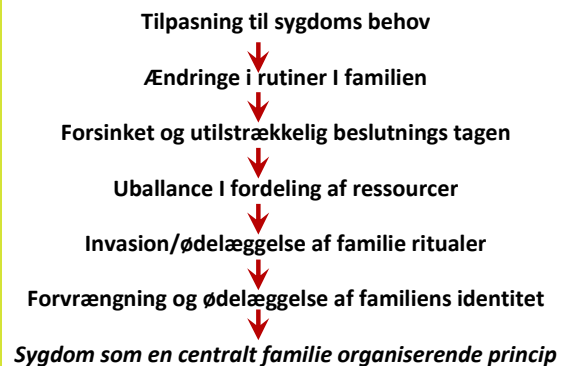 Tilpasning til sygdoms behov
Ændringe i rutiner I familien
Forsinket og utilstrækkelig beslutnings tagen
Uballance I fordeling af ressourcer
Invasion/ødelæggelse af familie ritualer
Forvrængning og ødelæggelse af familiens identitet
Sygdom som en centralt familie organiserende princip